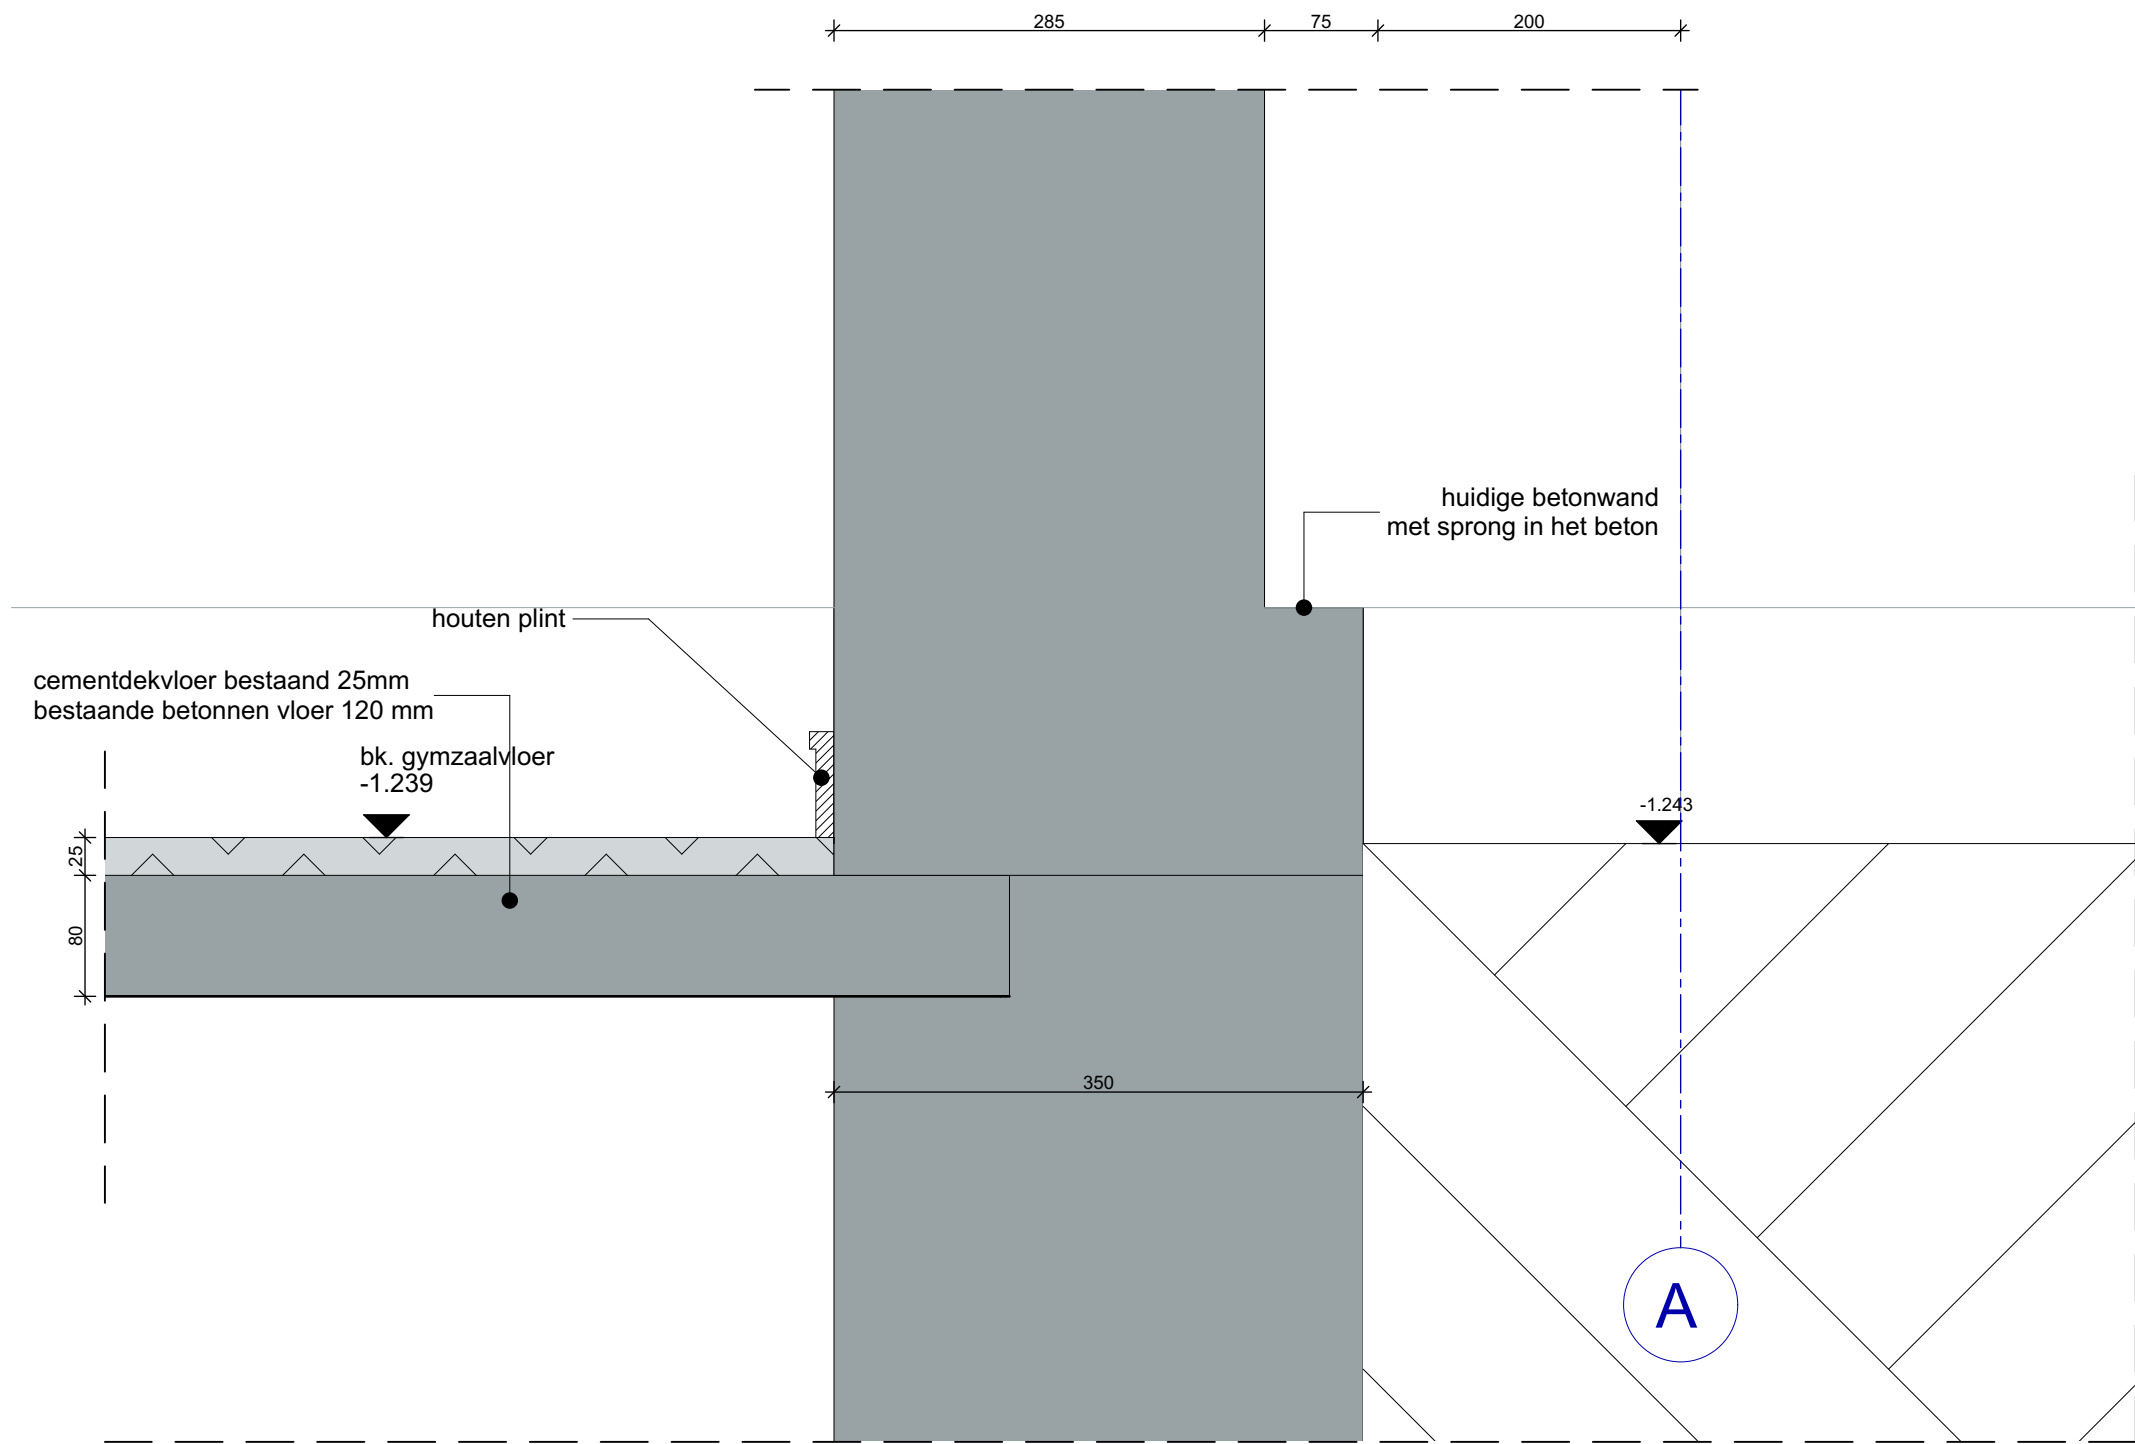 285
75
200
huidige betonwand
met sprong in het beton
houten plint
cementdekvloer bestaand 25mm
bestaande betonnen vloer 120 mm
bk. gymzaalvloer
-1.239
-1.243
25
80
350
A